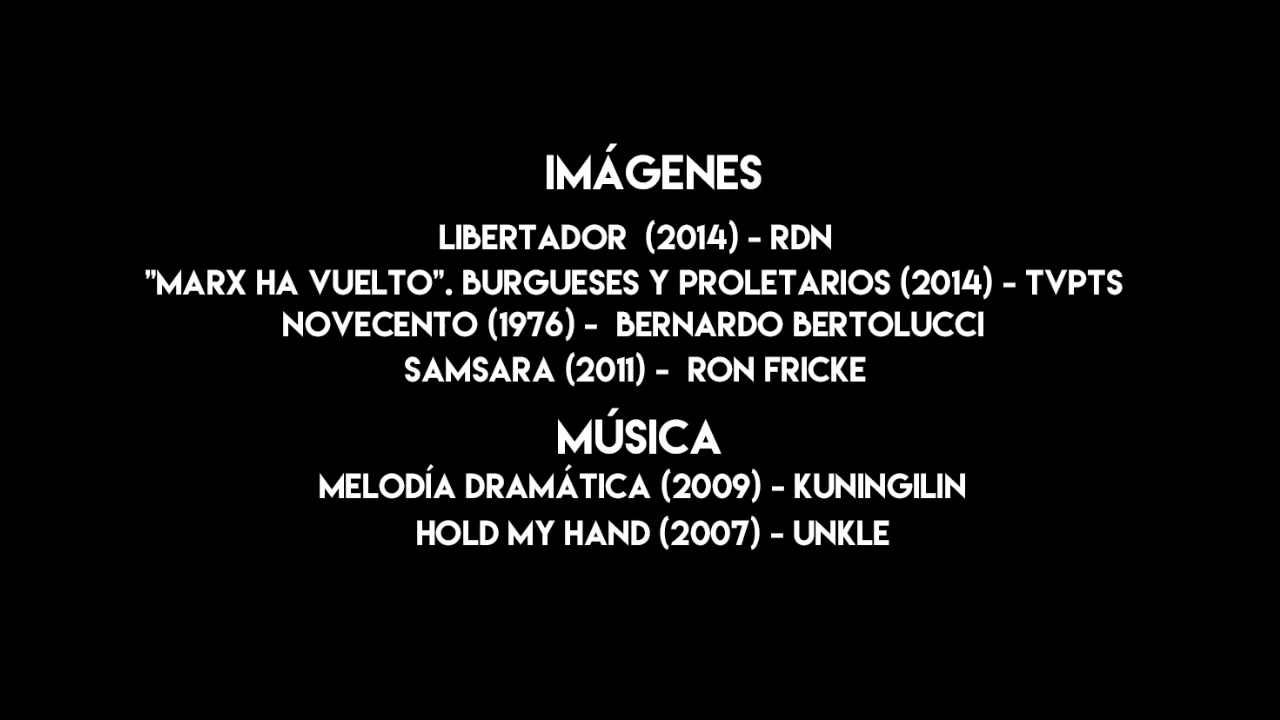 IMÁGENES
LIBERTADOR (2014) - RDN
"MARX HA VUELTO". BURGUESES Y PROLETARIOS (2014) - TVPTS
NOVECENTO (1976) - BERNARDO BERTOLUCCI
SAMSARA (2011) - RON FRICKE
MÚSICA
MELODÍA DRAMÁTICA (2009) - KUNINGILIN
HOLD MY HAND (2007) - UNKLE